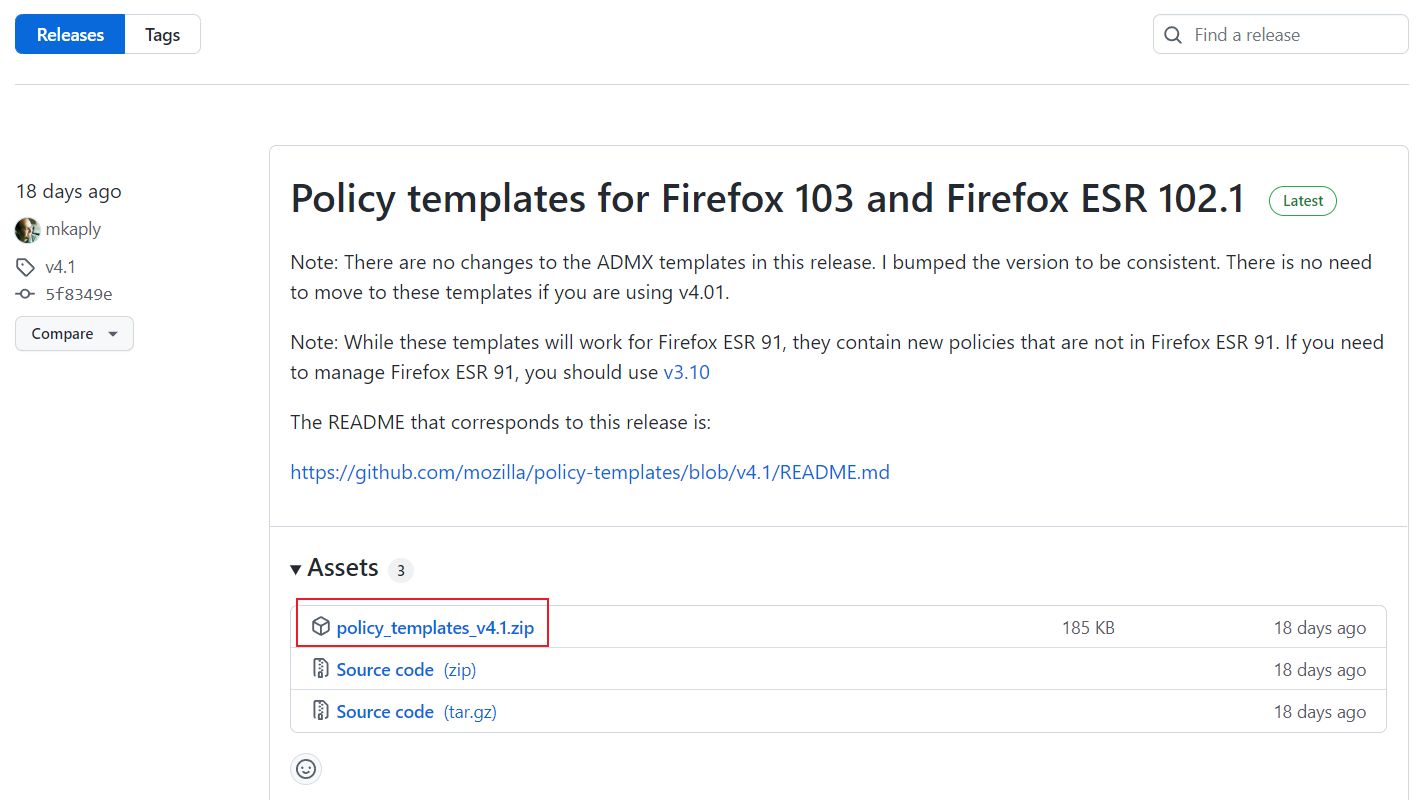 Releases
Tags
Find a release
18 days ago
mkaply
v4.1
5f8349e
Compare
Policy templates for Firefox 103 and Firefox ESR 102.1
Latest
Note: There are no changes to the ADMX templates in this release. I bumped the version to be consistent. There is no need
to move to these templates if you are using v4.01.
Note: While these templates will work for Firefox ESR 91, they contain new policies that are not in Firefox ESR 91. If you need
to manage Firefox ESR 91, you should use v3.10
The README that corresponds to this release is:
https://github.com/mozilla/policy-templates/blob/v4.1/README.md
Assets 3
policy_templates_v4.1.zip 185 KB 18 days ago
Source code (zip) 18 days ago
Source code (tar.gz) 18 days ago